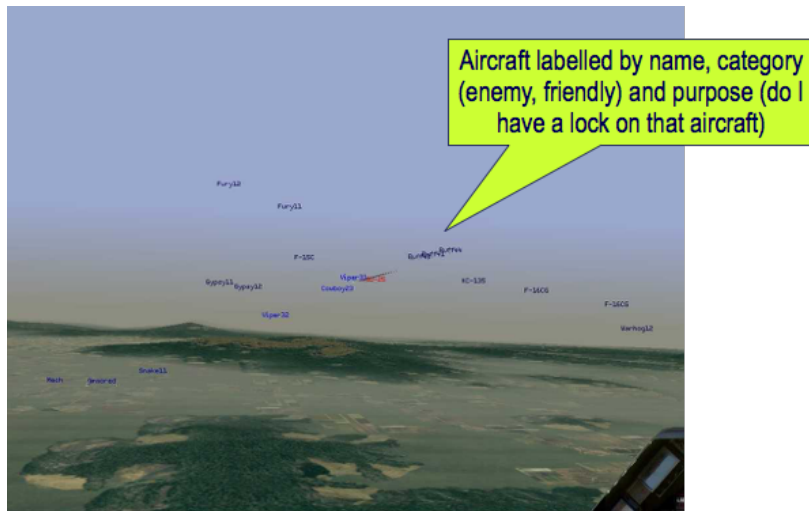 Aircraft labelled by name, category
(enemy, friendly) and purpose (do I
have a lock on that aircraft)
Fury12
Fury11
F-15C
Viper31
Cowboy23
Gypsy11
Gypsy12
KC-135
F-16CG
F-16CG
Viper32
Warhog12
Snake11